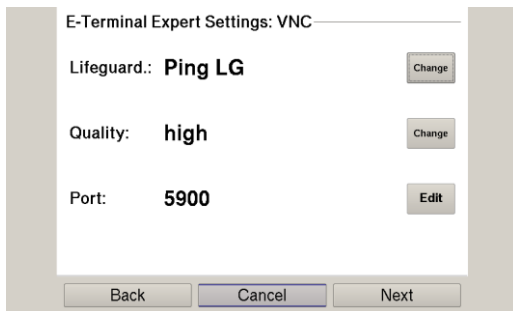 E-Terminal Expert Settings: VNC
Lifeguard.: Ping LG Change
Quality: high Change
Port: 5900 Edit
Back Cancel Next